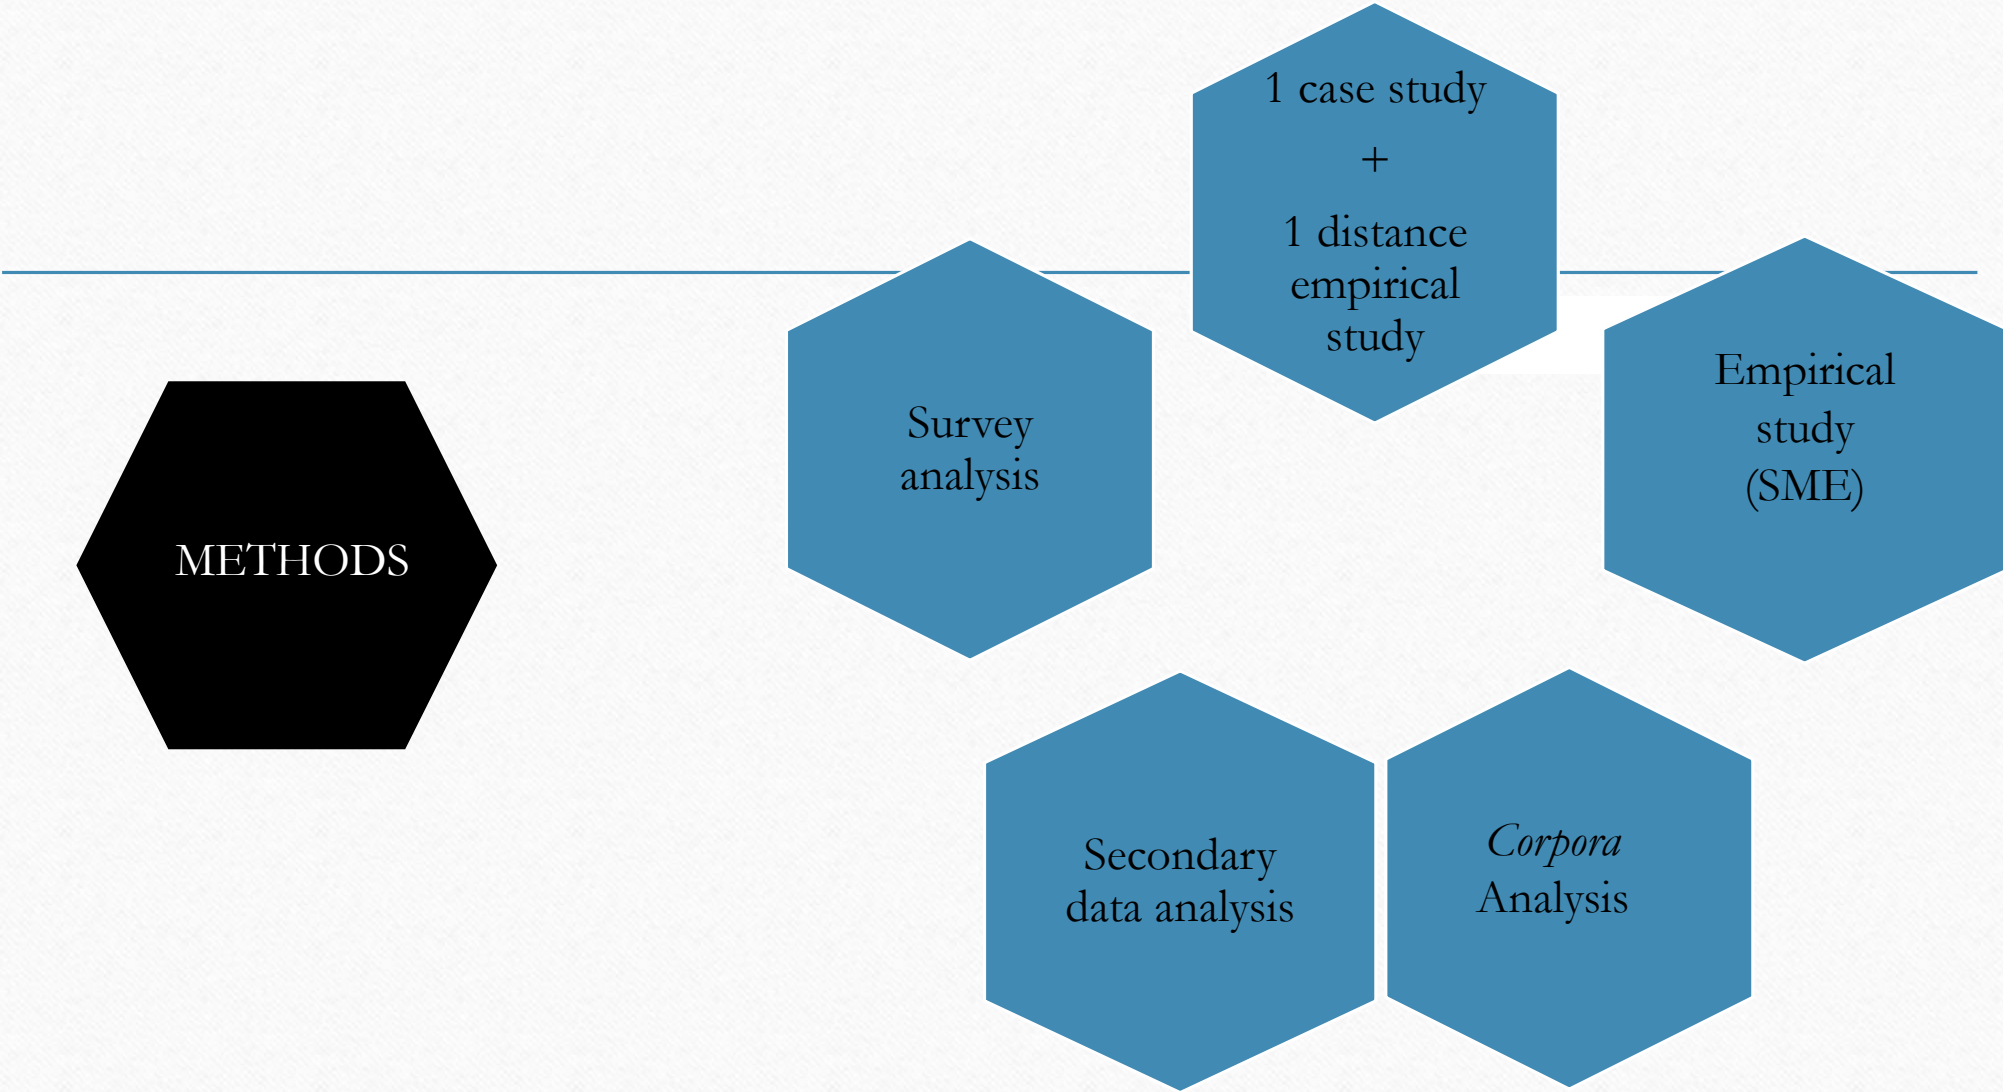 METHODS
1 case study
+
1 distance
empirical
study
Survey
analysis
Empirical
study
(SME)
Secondary
data analysis
Corpora
Analysis